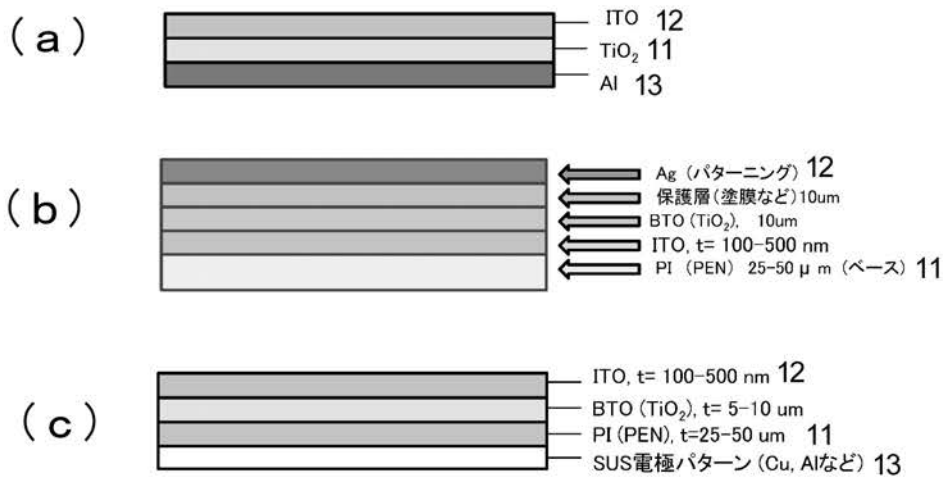 (a)
ITO 12
TiO₂ 11
Al 13
(b)
Ag (パターニング) 12
保護層(塗膜など)10um
BTO (TiO₂), 10um
ITO, t= 100-500 nm
PI (PEN) 25-50 μm (ベース) 11
(c)
ITO, t= 100-500 nm 12
BTO (TiO₂), t= 5-10 um
PI (PEN), t=25-50 um 11
SUS電極パターン (Cu, Alなど) 13